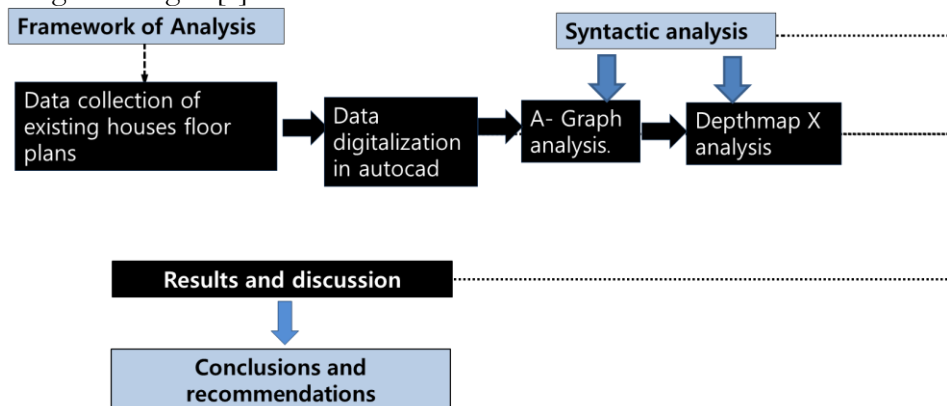 Framework of Analysis
Syntactic analysis
Data collection of
existing houses floor
plans
Data
digitalization
in autocad
A- Graph
analysis.
Depthmap X
analysis
Results and discussion
Conclusions and
recommendations